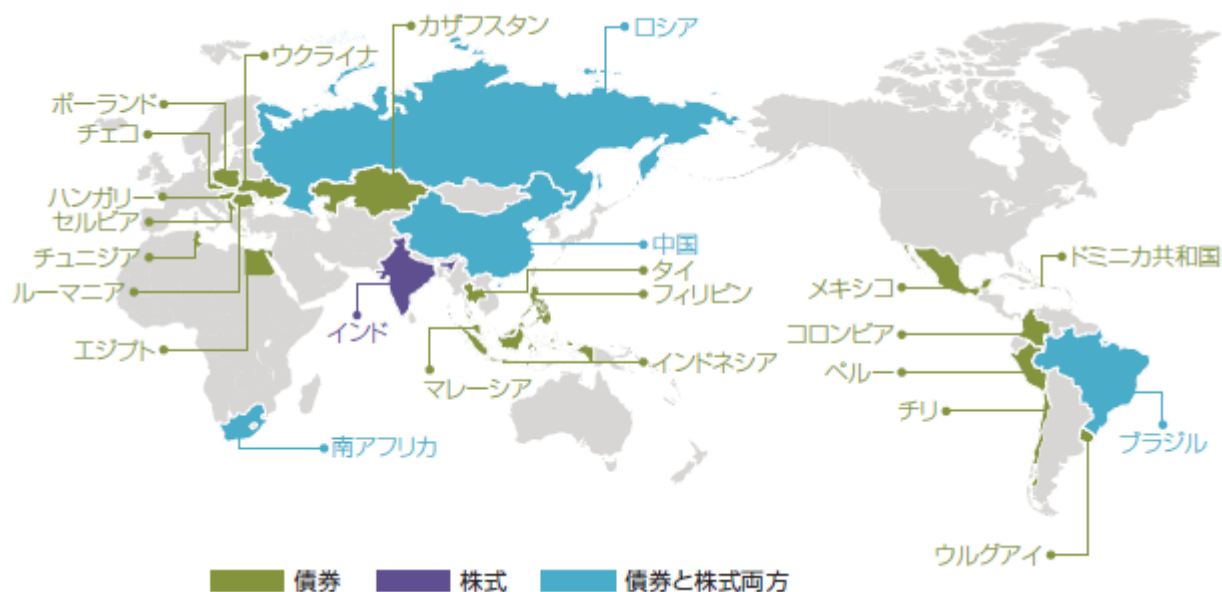 カザフスタン
ロシア
ウクライナ
ポーランド
チェコ
ハンガリー
セルビア
チュニジア
ルーマニア
エジプト
インド
中国
タイ
フィリピン
インドネシア
マレーシア
南アフリカ
ドミニカ共和国
メキシコ
コロンビア
ペルー
チリ
ブラジル
ウルグアイ
債券 株式 債券と株式両方